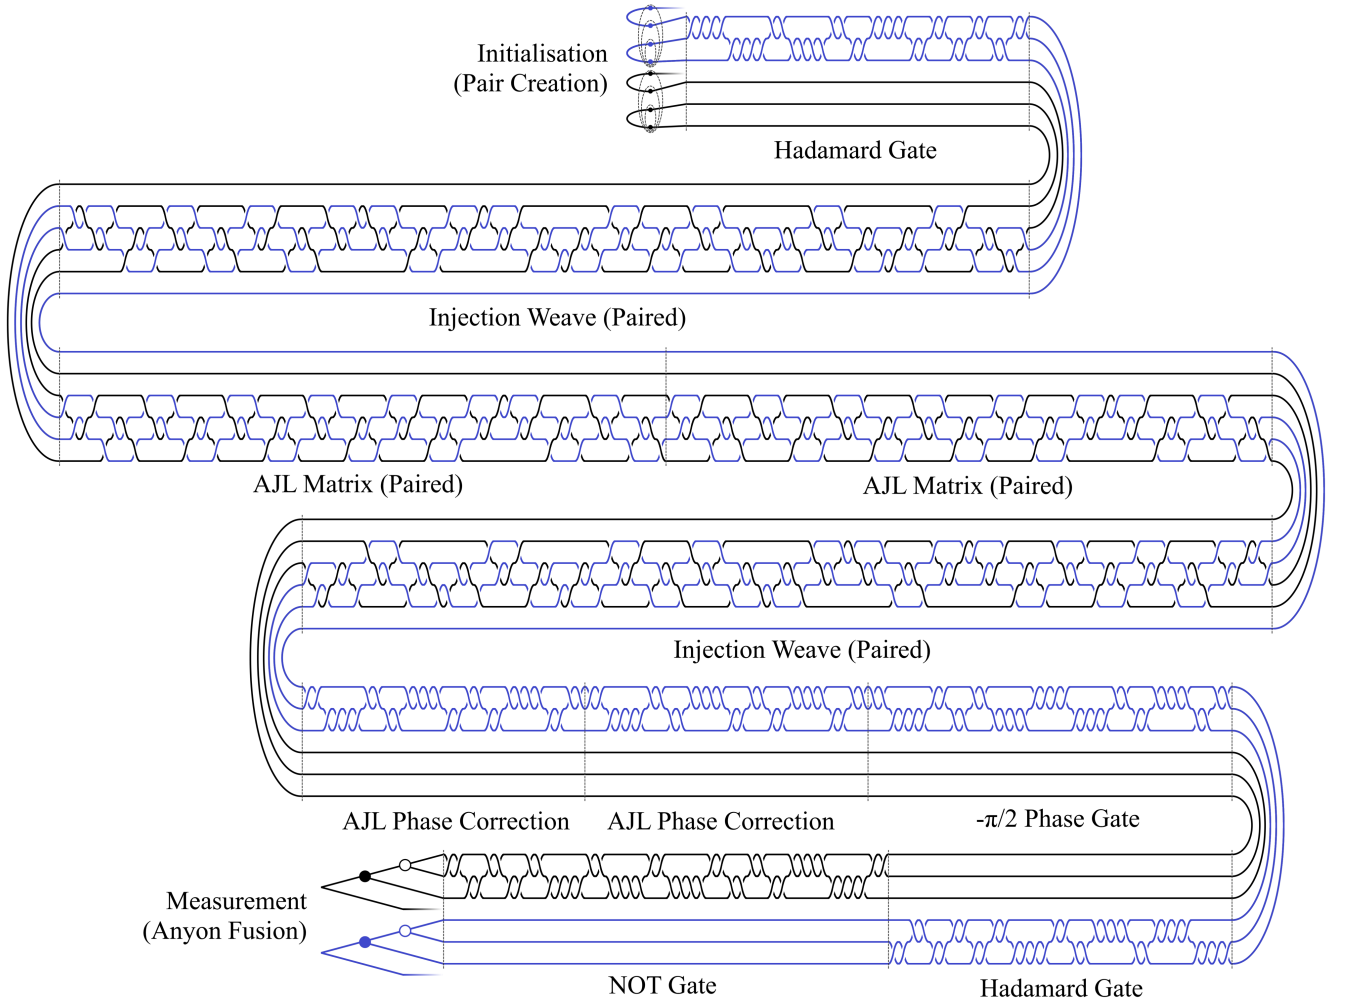 Initialisation
(Pair Creation)
Hadamard Gate
Injection Weave (Paired)
AJL Matrix (Paired)
AJL Matrix (Paired)
Injection Weave (Paired)
AJL Phase Correction
AJL Phase Correction
-π/2 Phase Gate
Measurement
(Anyon Fusion)
NOT Gate
Hadamard Gate